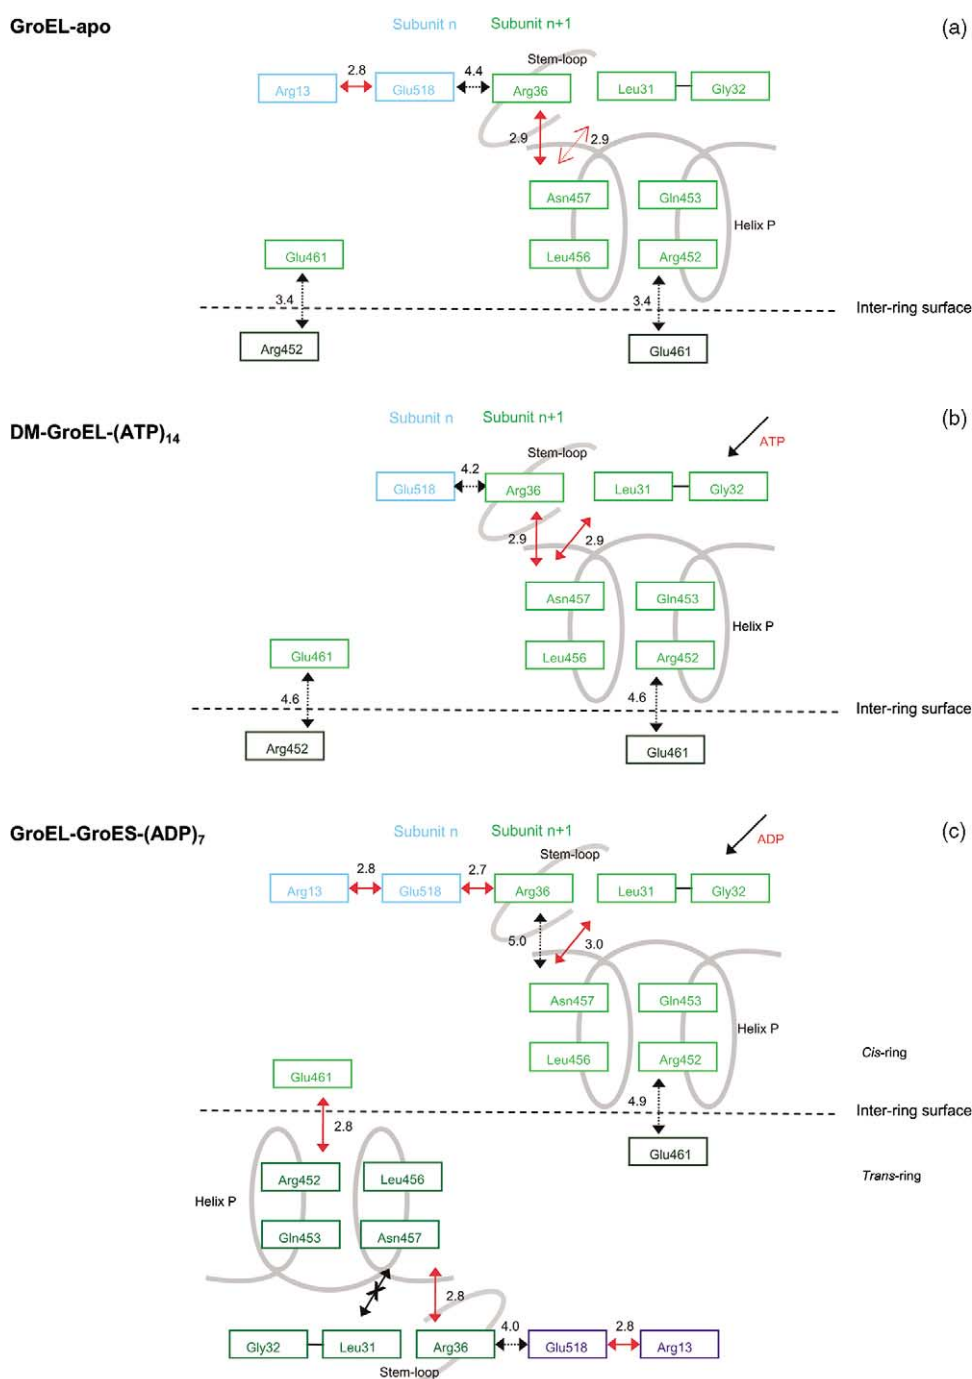 GroEL-apo
Subunit n
Subunit n+1
(a)
Stem-loop
2.8
4.4
Arg13
Glu518
Arg36
Leu31
Gly32
2.9
2.9
Asn457
Gln453
Helix P
Glu461
Leu456
Arg452
3.4
3.4
Inter-ring surface
Arg452
Glu461
DM-GroEL-(ATP)14
Subunit n
Subunit n+1
(b)
ATP
Stem-loop
4.2
Glu518
Arg36
Leu31
Gly32
2.9
2.9
Asn457
Gln453
Helix P
Glu461
Leu456
Arg452
4.6
4.6
Inter-ring surface
Arg452
Glu461
GroEL-GroES-(ADP)7
Subunit n
Subunit n+1
(c)
ADP
Stem-loop
2.8
2.7
Arg13
Glu518
Arg36
Leu31
Gly32
5.0
3.0
Asn457
Gln453
Helix P
Cis-ring
Glu461
Leu456
Arg452
4.9
Inter-ring surface
2.8
Glu461
Trans-ring
Arg452
Leu456
Helix P
Gln453
Asn457
2.8
4.0
2.8
Gly32
Leu31
Arg36
Glu518
Arg13
Stem-loop